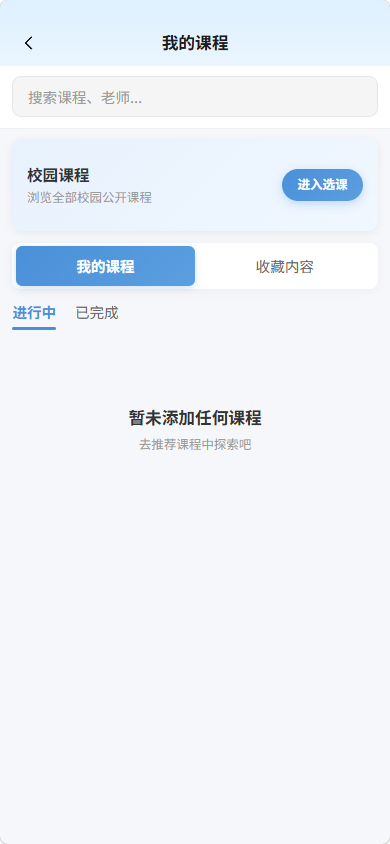 我的课程
搜索课程、老师...
校园课程
浏览全部校园公开课程
进入选课
我的课程
收藏内容
进行中
已完成
暂未添加任何课程
去推荐课程中探索吧